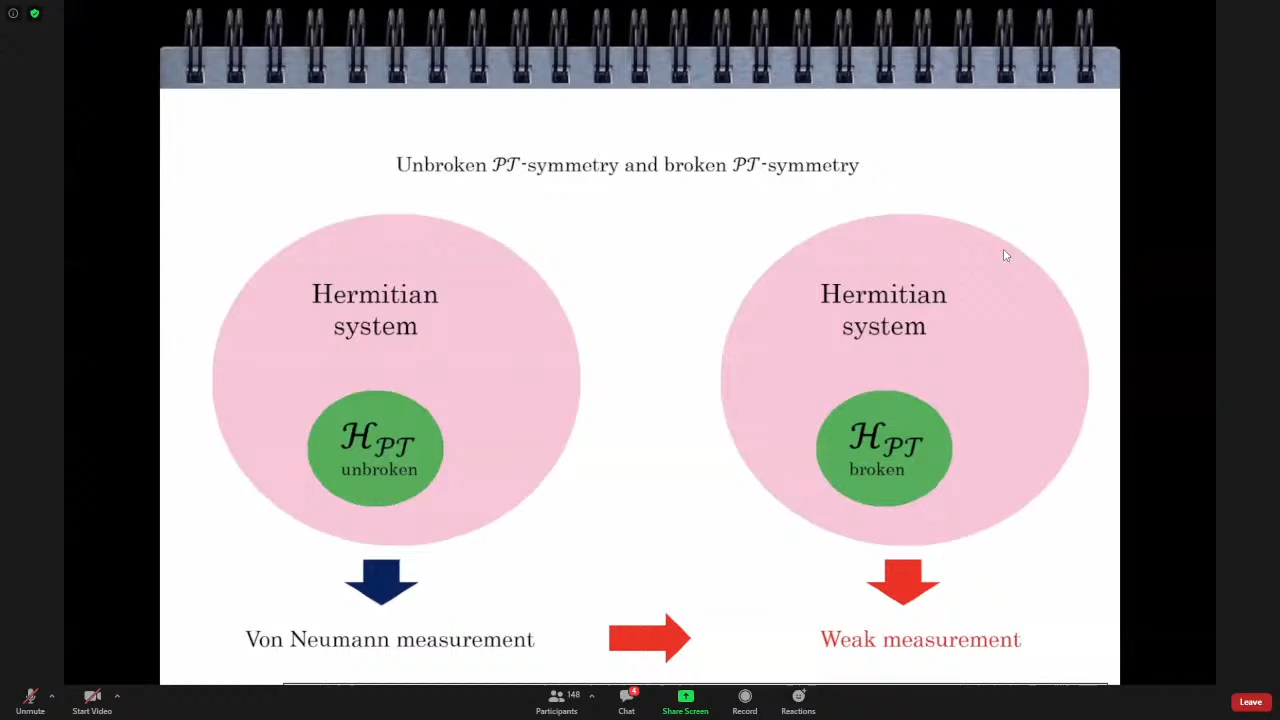 Unbroken 𝒫𝒯-symmetry and broken 𝒫𝒯-symmetry
Hermitian
system
ℋ𝒫𝒯
unbroken
Hermitian
system
ℋ𝒫𝒯
broken
Von Neumann measurement
Weak measurement
Unmute
Start Video
148
Participants
4
Chat
Share Screen
Record
Reactions
Leave